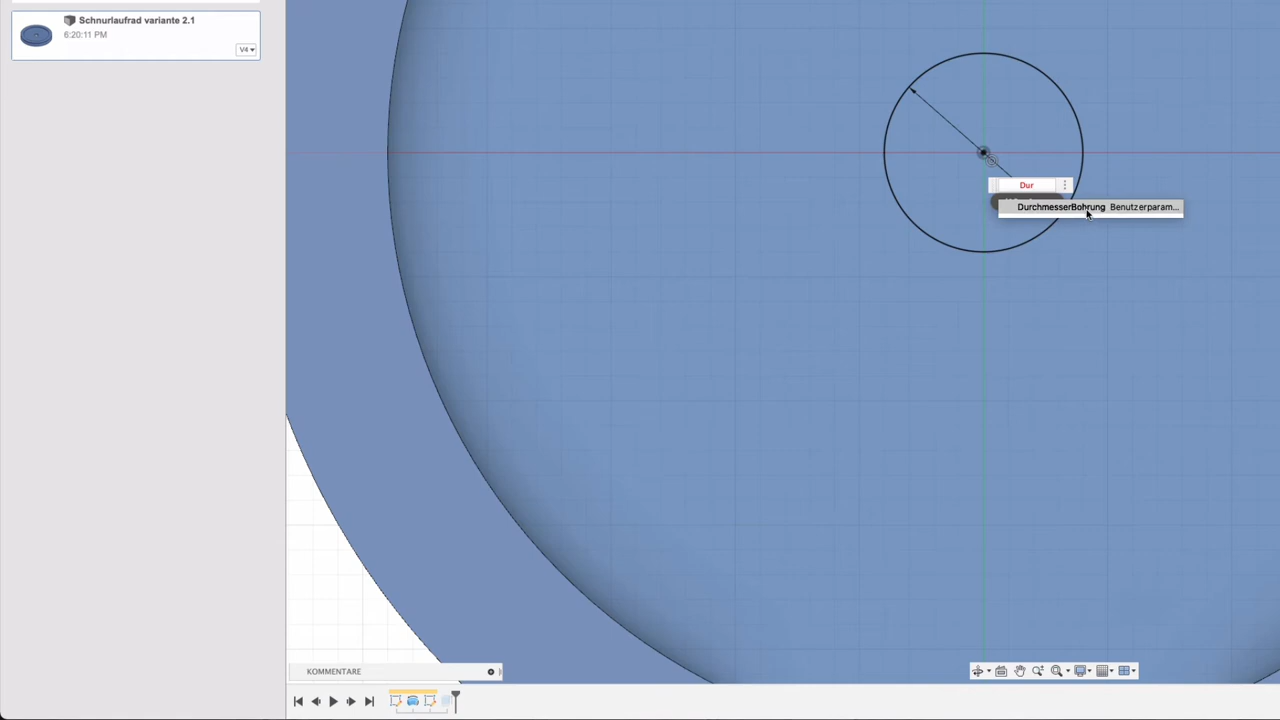 Schnurlaufrad variante 2.1
6:20:11 PM
V4
Dur
DurchmesserBohrung Benutzerparam...
KOMMENTARE